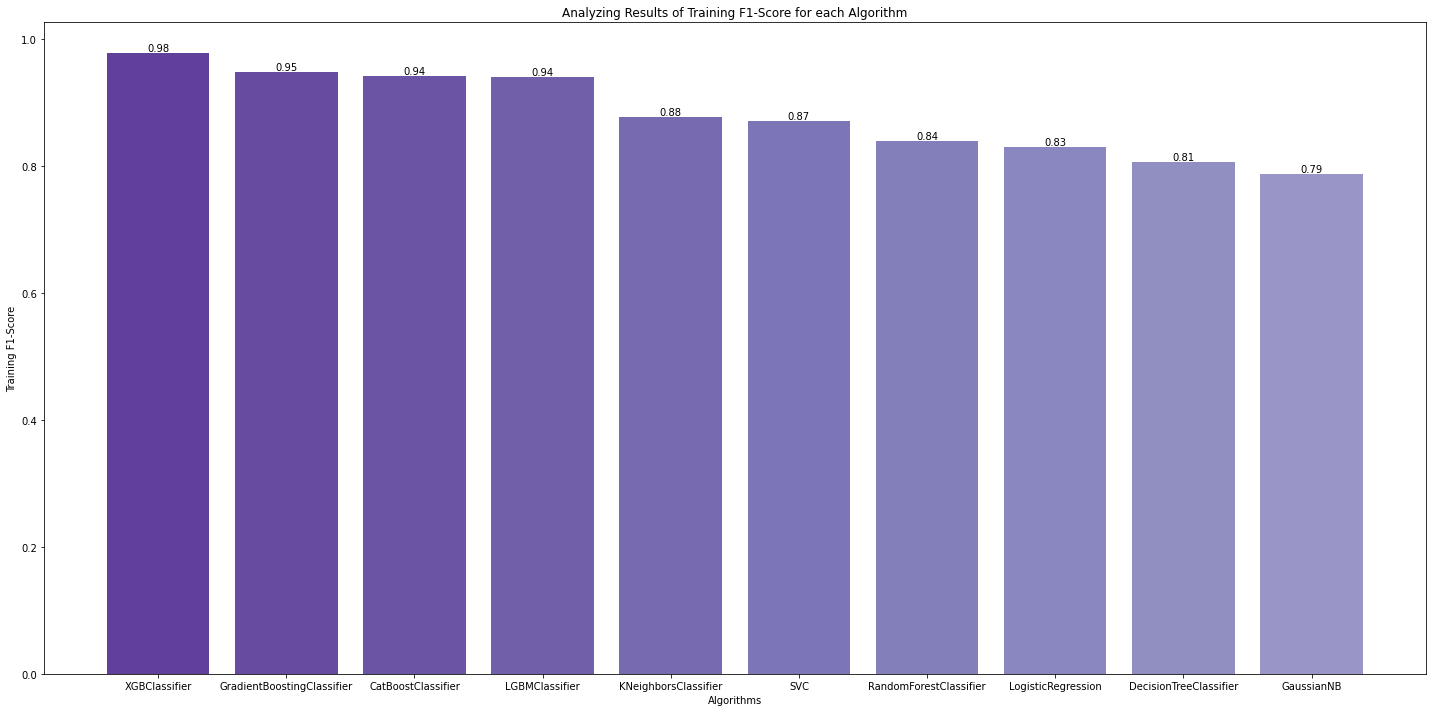 Analyzing Results of Training F1-Score for each Algorithm
1.0
0.8
0.6
0.4
0.2
0.0
Training F1-Score
0.98
0.95
0.94
0.94
0.88
0.87
0.84
0.83
0.81
0.79
XGBClassifier
GradientBoostingClassifier
CatBoostClassifier
LGBMClassifier
KNeighborsClassifier
SVC
RandomForestClassifier
LogisticRegression
DecisionTreeClassifier
GaussianNB
Algorithms